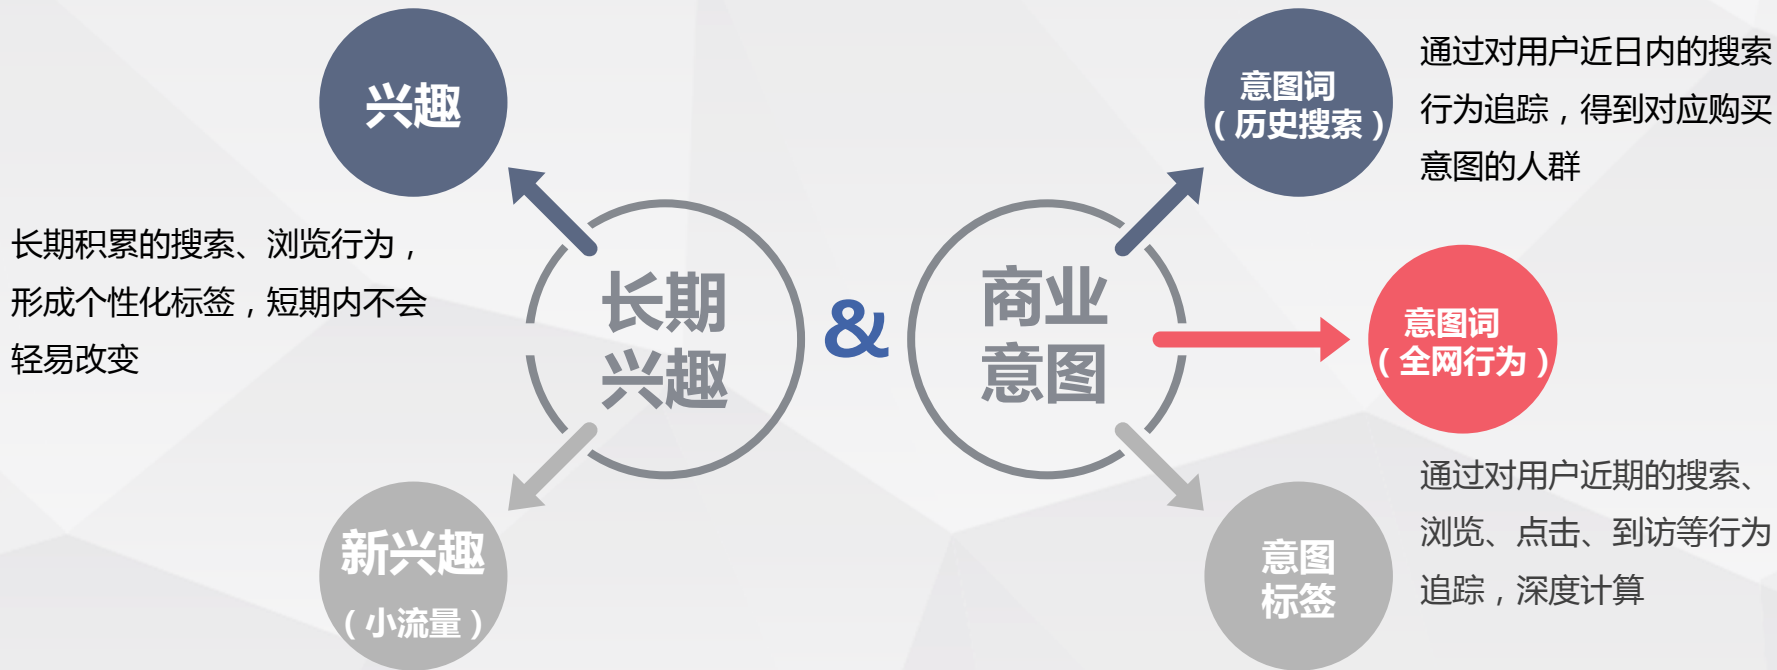 兴趣
长期积累的搜索、浏览行为，
形成个性化标签，短期内不会
轻易改变
长期
兴趣
新兴趣
（小流量）
&
商业
意图
意图词
（历史搜索）
通过对用户近日内的搜索
行为追踪，得到对应购买
意图的人群
意图词
（全网行为）
意图
标签
通过对用户近期的搜索、
浏览、点击、到访等行为
追踪，深度计算